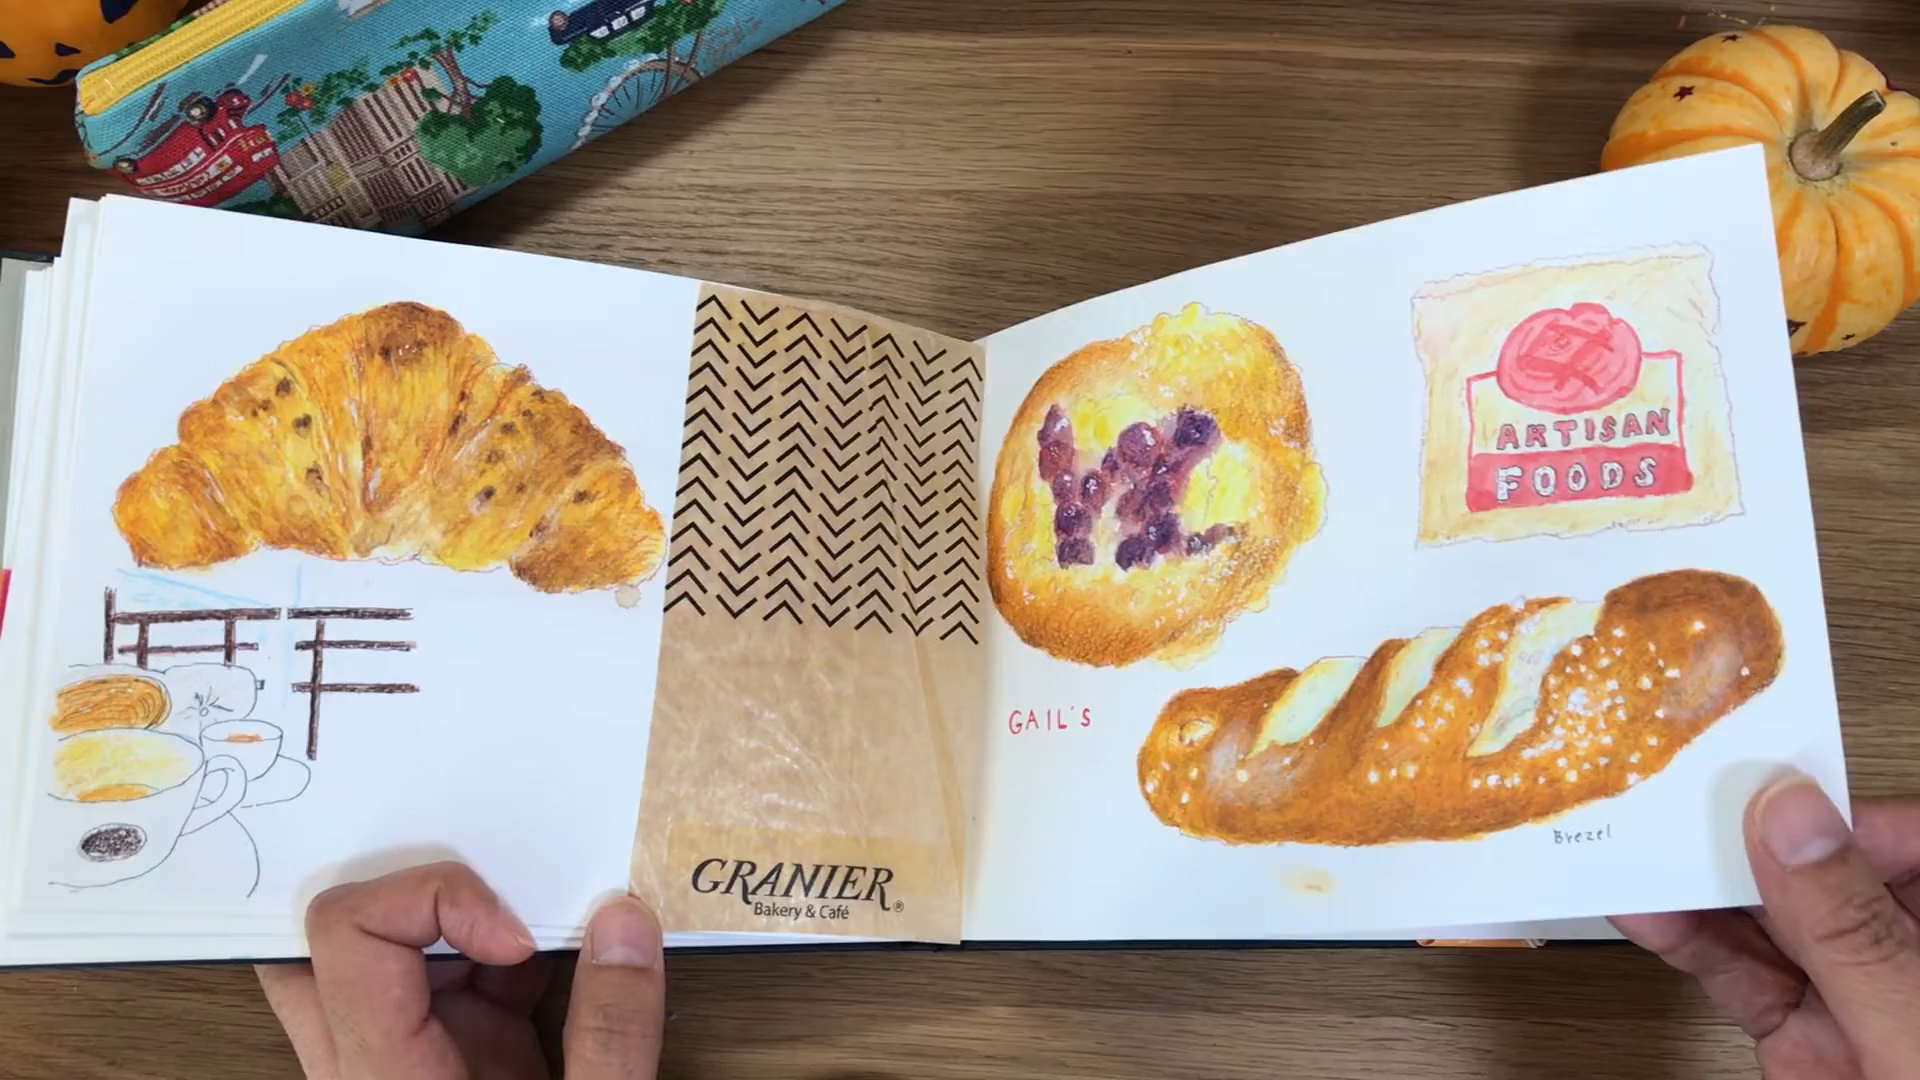 GRANIER®
Bakery & Café
ARTISAN
FOODS
GAIL'S
Brezel